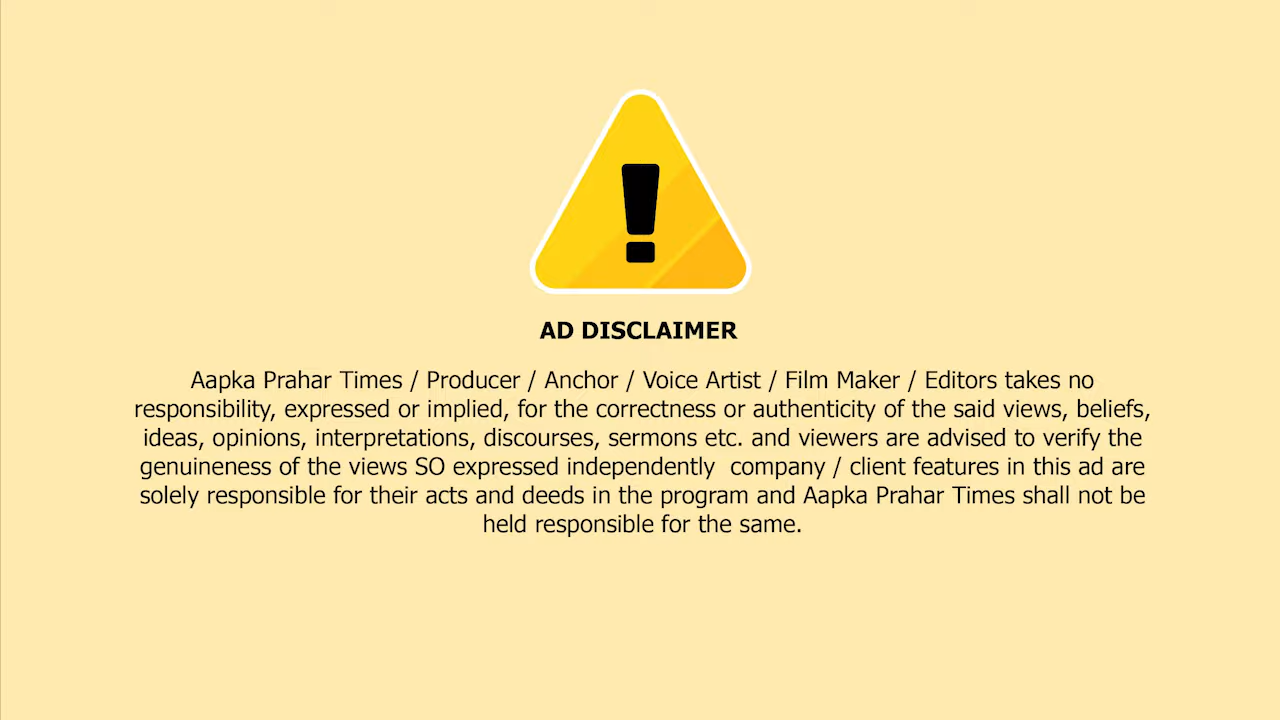 AD DISCLAIMER
Aapka Prahar Times / Producer / Anchor / Voice Artist / Film Maker / Editors takes no
responsibility, expressed or implied, for the correctness or authenticity of the said views, beliefs,
ideas, opinions, interpretations, discourses, sermons etc. and viewers are advised to verify the
genuineness of the views SO expressed independently  company / client features in this ad are
solely responsible for their acts and deeds in the program and Aapka Prahar Times shall not be
held responsible for the same.